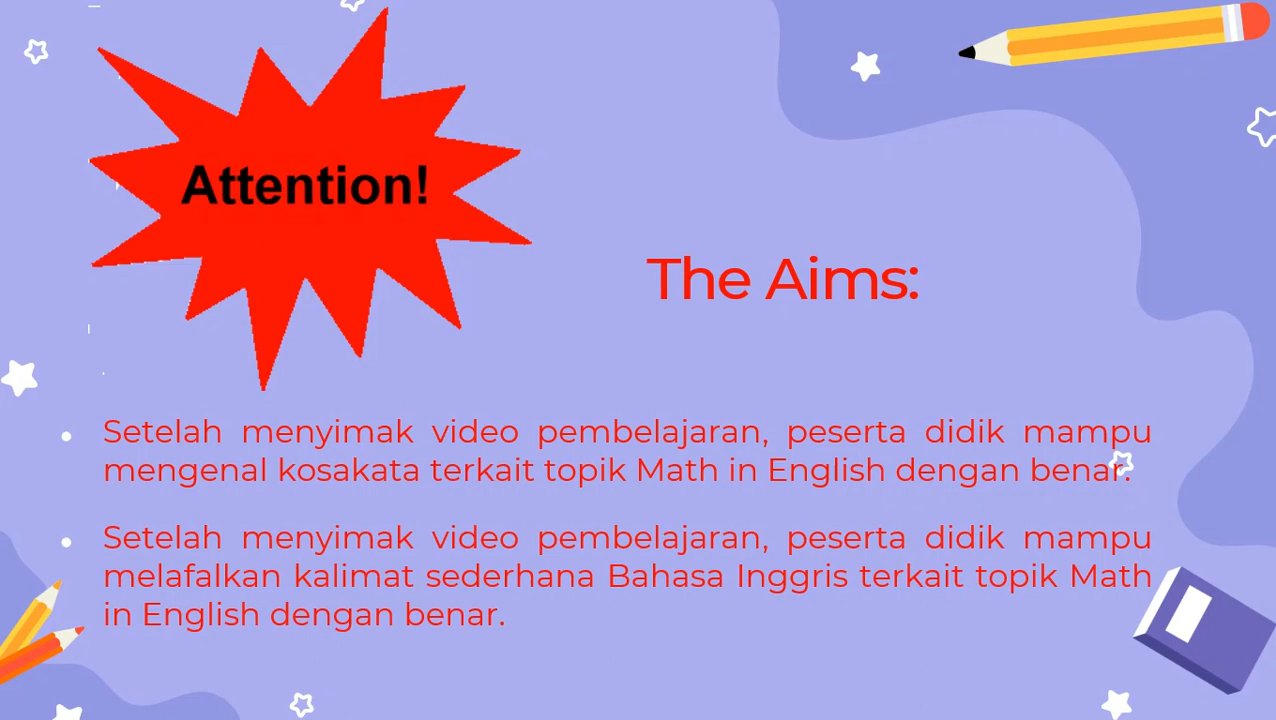 Attention!
The Aims:
Setelah menyimak video pembelajaran, peserta didik mampu
mengenal kosakata terkait topik Math in English dengan benar.
Setelah menyimak video pembelajaran, peserta didik mampu
melafalkan kalimat sederhana Bahasa Inggris terkait topik Math
in English dengan benar.